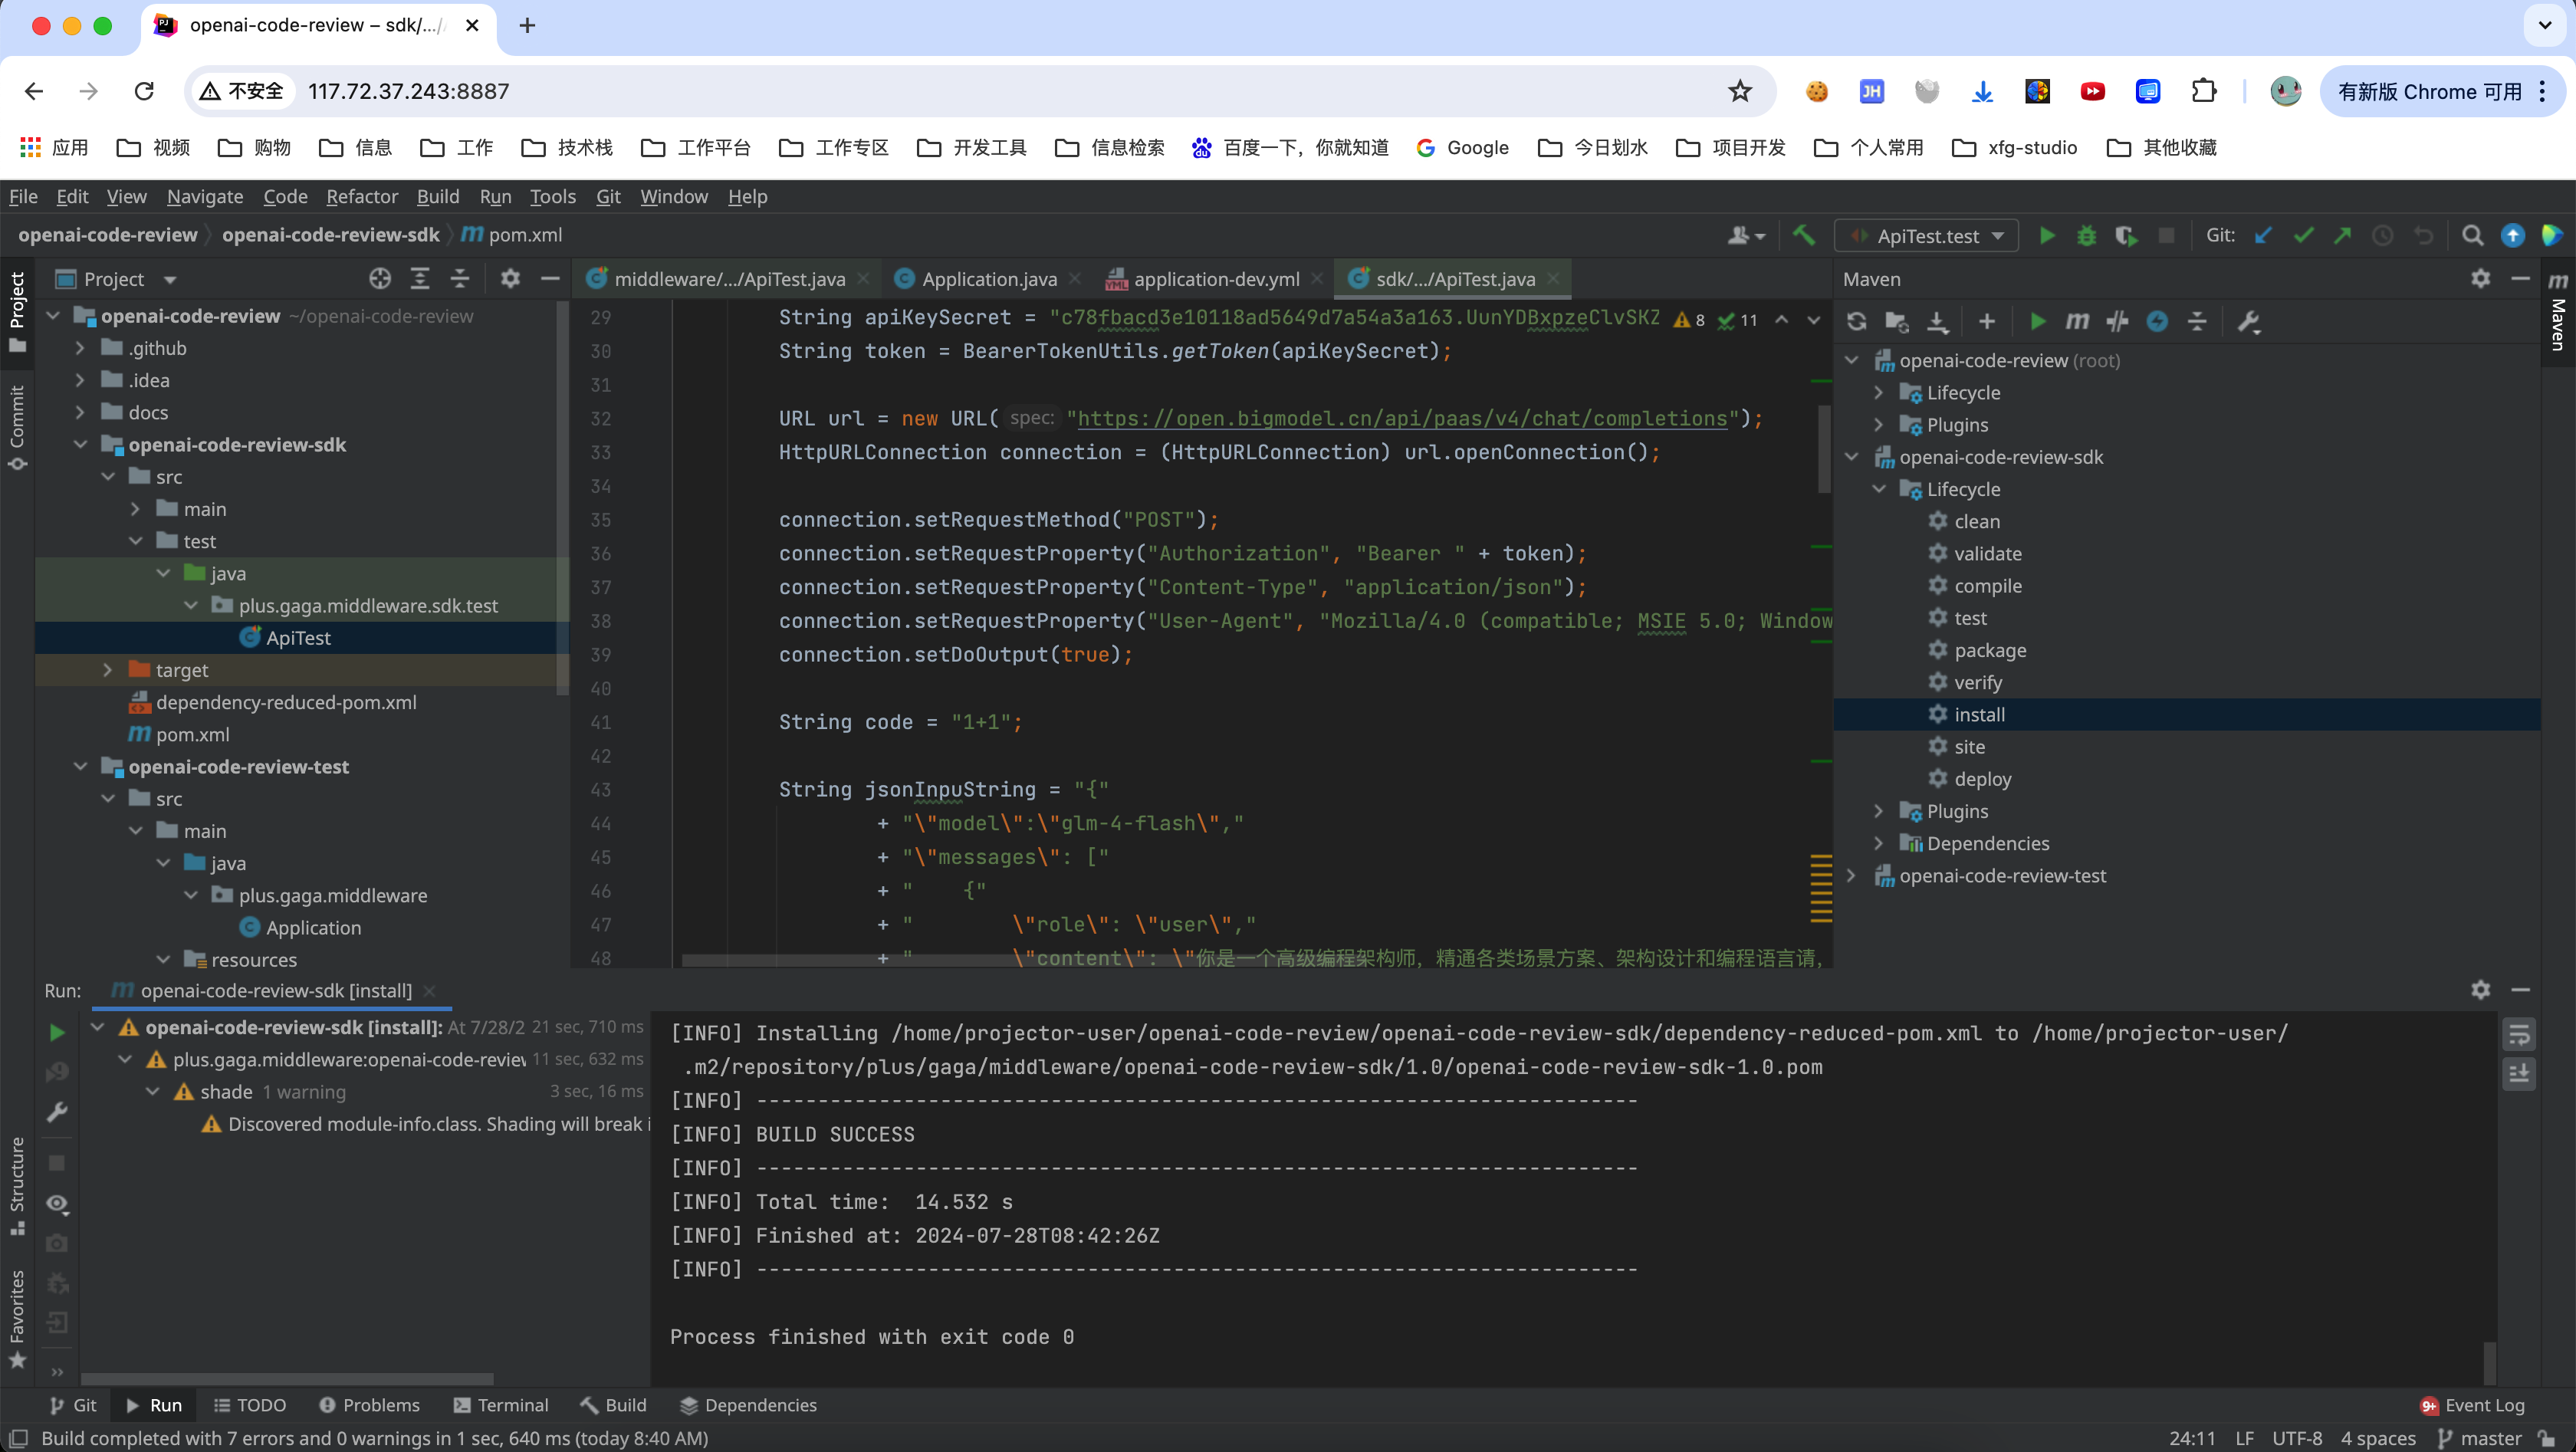 openai-code-review – sdk/.../
不安全 117.72.37.243:8887
有新版 Chrome 可用
应用 视频 购物 信息 工作 技术栈 工作平台 工作专区 开发工具 信息检索 百度一下，你就知道 Google 今日划水 项目开发 个人常用 xfg-studio 其他收藏
File Edit View Navigate Code Refactor Build Run Tools Git Window Help
openai-code-review openai-code-review-sdk pom.xml
ApiTest.test Git:
Project
middleware/.../ApiTest.java Application.java application-dev.yml sdk/.../ApiTest.java
Maven
Project
Commit
Structure
Favorites
Maven
openai-code-review ~/openai-code-review
.github
.idea
docs
openai-code-review-sdk
src
main
test
java
plus.gaga.middleware.sdk.test
ApiTest
target
dependency-reduced-pom.xml
pom.xml
openai-code-review-test
src
main
java
plus.gaga.middleware
Application
resources
8 11
29 String apiKeySecret = "c78fbacd3e10118ad5649d7a54a3a163.UunYDBxpzeClvSKZ
30 String token = BearerTokenUtils.getToken(apiKeySecret);
31
32 URL url = new URL( spec: "https://open.bigmodel.cn/api/paas/v4/chat/completions");
33 HttpURLConnection connection = (HttpURLConnection) url.openConnection();
34
35 connection.setRequestMethod("POST");
36 connection.setRequestProperty("Authorization", "Bearer " + token);
37 connection.setRequestProperty("Content-Type", "application/json");
38 connection.setRequestProperty("User-Agent", "Mozilla/4.0 (compatible; MSIE 5.0; Window
39 connection.setDoOutput(true);
40
41 String code = "1+1";
42
43 String jsonInpuString = "{"
44 + "\"model\":\"glm-4-flash\","
45 + "\"messages\": ["
46 + "    {"
47 + "        \"role\": \"user\","
48 + "        \"content\": \"你是一个高级编程架构师，精通各类场景方案、架构设计和编程语言请，
openai-code-review (root)
Lifecycle
Plugins
openai-code-review-sdk
Lifecycle
clean
validate
compile
test
package
verify
install
site
deploy
Plugins
Dependencies
openai-code-review-test
Run: openai-code-review-sdk [install]
openai-code-review-sdk [install]: At 7/28/2 21 sec, 710 ms
plus.gaga.middleware:openai-code-review 11 sec, 632 ms
shade 1 warning 3 sec, 16 ms
Discovered module-info.class. Shading will break i
[INFO] Installing /home/projector-user/openai-code-review/openai-code-review-sdk/dependency-reduced-pom.xml to /home/projector-user/
.m2/repository/plus/gaga/middleware/openai-code-review-sdk/1.0/openai-code-review-sdk-1.0.pom
[INFO] ------------------------------------------------------------------------
[INFO] BUILD SUCCESS
[INFO] ------------------------------------------------------------------------
[INFO] Total time:  14.532 s
[INFO] Finished at: 2024-07-28T08:42:26Z
[INFO] ------------------------------------------------------------------------
Process finished with exit code 0
Git Run TODO Problems Terminal Build Dependencies 9+ Event Log
Build completed with 7 errors and 0 warnings in 1 sec, 640 ms (today 8:40 AM) 24:11 LF UTF-8 4 spaces master